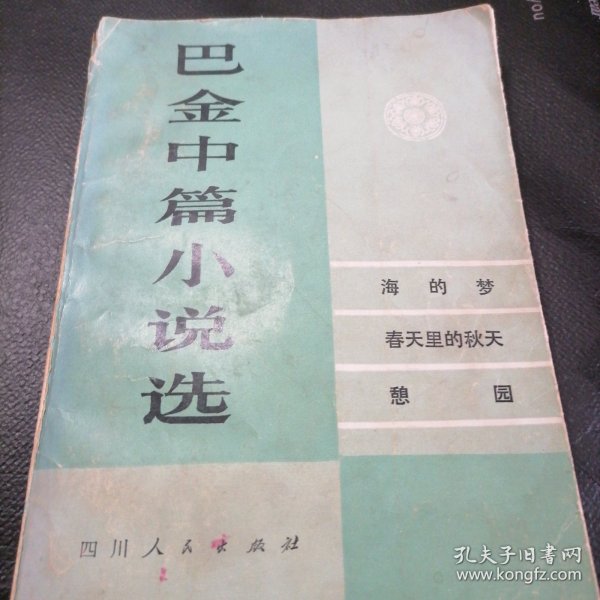 巴金中篇小说选
海的梦
春天里的秋天
憩园
四川人民出版社
孔夫子旧书网
www.kongfz.com